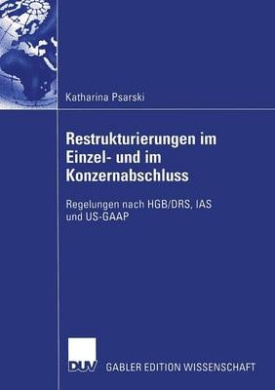 Katharina Psarski
Restrukturierungen im
Einzel- und im
Konzernabschluss
Regelungen nach HGB/DRS, IAS
und US-GAAP
DUV
GABLER EDITION WISSENSCHAFT